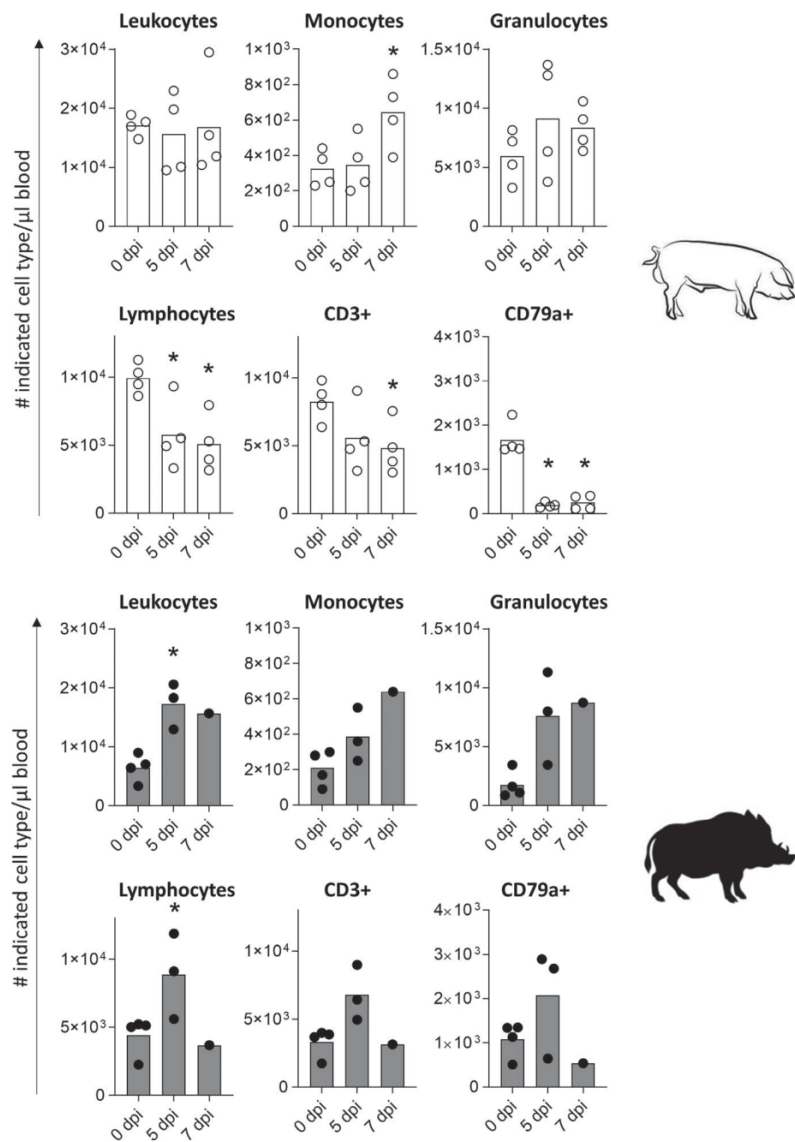 Leukocytes Monocytes Granulocytes
3×10⁴ 1×10³ 1.5×10⁴
*
8×10²
2×10⁴ 1×10⁴
6×10²
4×10²
1×10⁴ 5×10³
2×10²
0 0 0
0 dpi 5 dpi 7 dpi 0 dpi 5 dpi 7 dpi 0 dpi 5 dpi 7 dpi
# indicated cell type/μl blood
Lymphocytes CD3+ CD79a+
4×10³
* * *
1×10⁴ 1×10⁴ 3×10³
2×10³
5×10³ 5×10³ * *
1×10³
0 0 0
0 dpi 5 dpi 7 dpi 0 dpi 5 dpi 7 dpi 0 dpi 5 dpi 7 dpi
Leukocytes Monocytes Granulocytes
3×10⁴ 1×10³ 1.5×10⁴
*
8×10²
2×10⁴ 1×10⁴
6×10²
4×10²
1×10⁴ 5×10³
2×10²
0 0 0
0 dpi 5 dpi 7 dpi 0 dpi 5 dpi 7 dpi 0 dpi 5 dpi 7 dpi
# indicated cell type/μl blood
Lymphocytes CD3+ CD79a+
*
4×10³
1×10⁴ 1×10⁴ 3×10³
2×10³
5×10³ 5×10³
1×10³
0 0 0
0 dpi 5 dpi 7 dpi 0 dpi 5 dpi 7 dpi 0 dpi 5 dpi 7 dpi